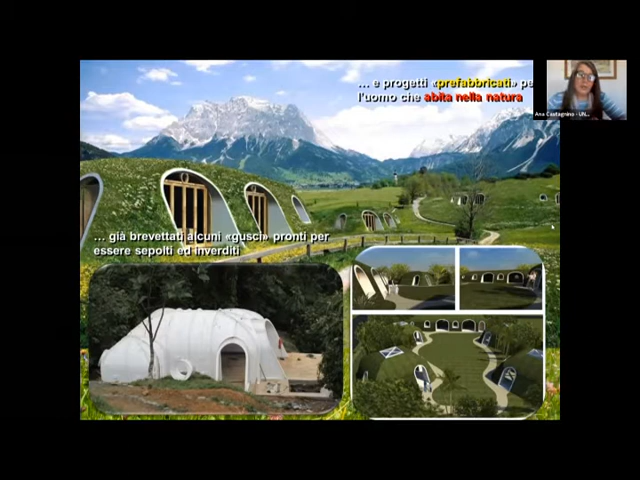 ... e progetti «prefabbricati» pe
l'uomo che abita nella natura
Ana Castagnino - UN...
... già brevettati alcuni «gusci» pronti per
essere sepolti ed inverditi